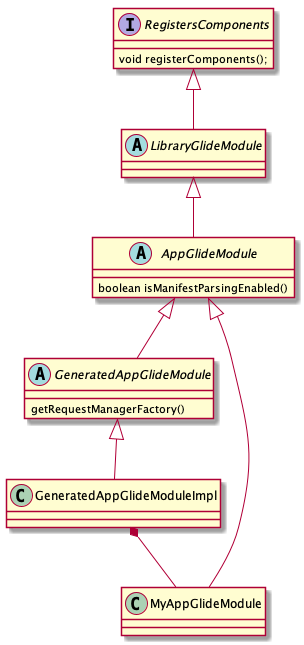 I RegistersComponents
void registerComponents();
A LibraryGlideModule
A AppGlideModule
boolean isManifestParsingEnabled()
A GeneratedAppGlideModule
getRequestManagerFactory()
C GeneratedAppGlideModuleImpl
C MyAppGlideModule